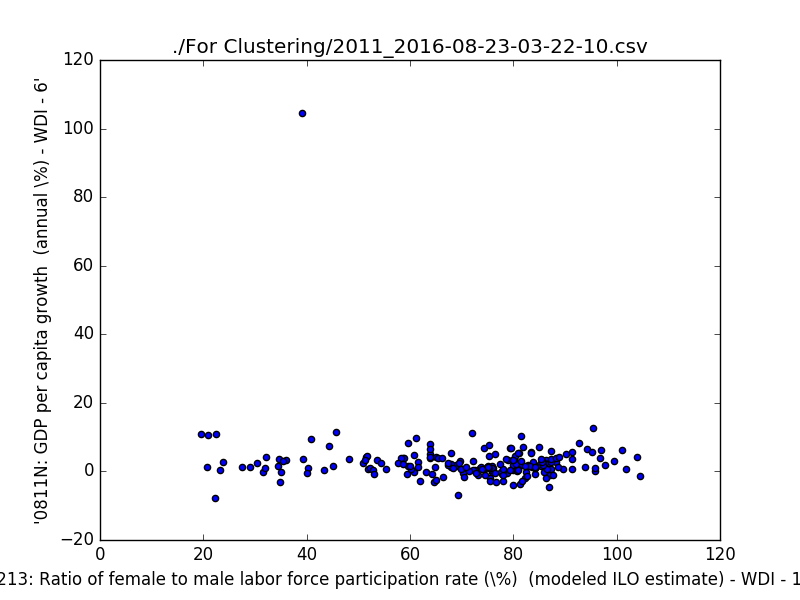 ./For Clustering/2011_2016-08-23-03-22-10.csv
'0811N: GDP per capita growth  (annual \%) - WDI - 6'
120
100
80
60
40
20
0
−20
0 20 40 60 80 100 120
213: Ratio of female to male labor force participation rate (\%)  (modeled ILO estimate) - WDI - 1